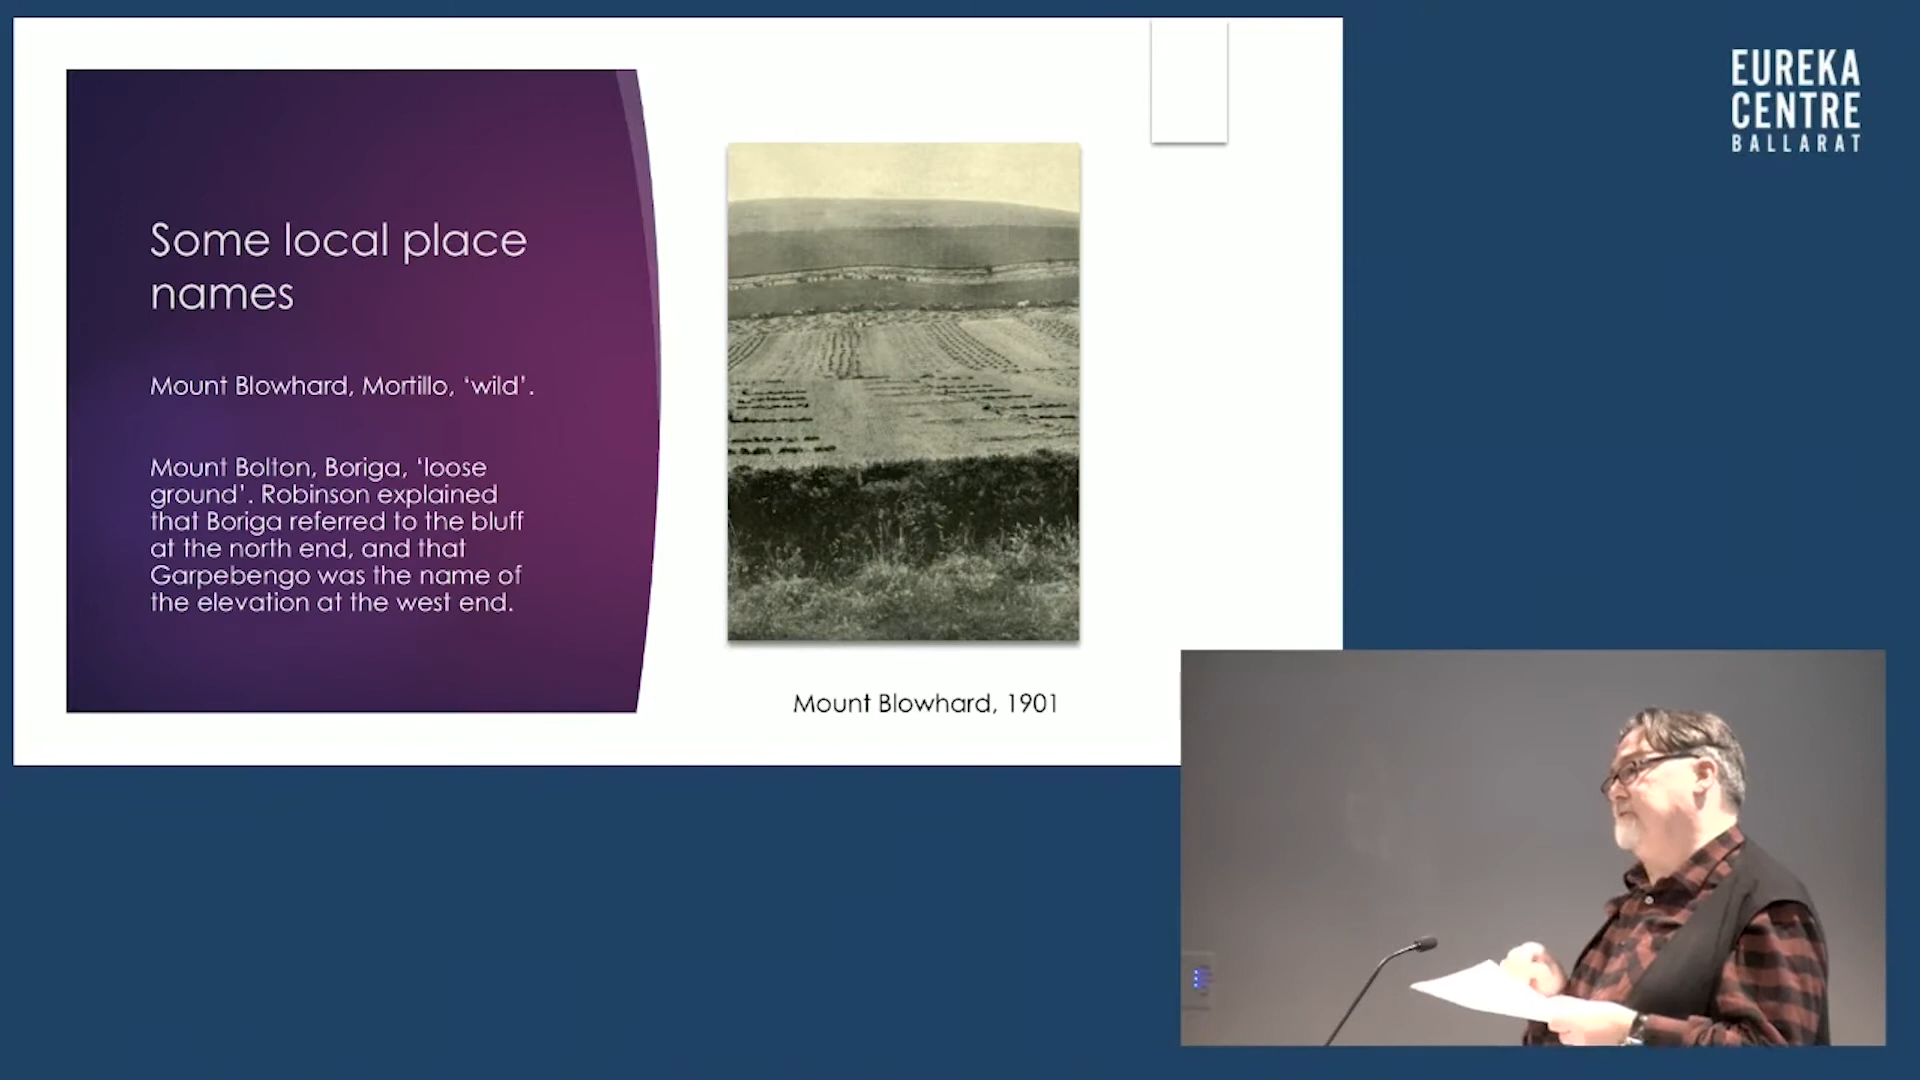 Some local place
names
Mount Blowhard, Mortillo, ‘wild’.
Mount Bolton, Boriga, ‘loose
ground’. Robinson explained
that Boriga referred to the bluff
at the north end, and that
Garpebengo was the name of
the elevation at the west end.
Mount Blowhard, 1901
EUREKA
CENTRE
BALLARAT